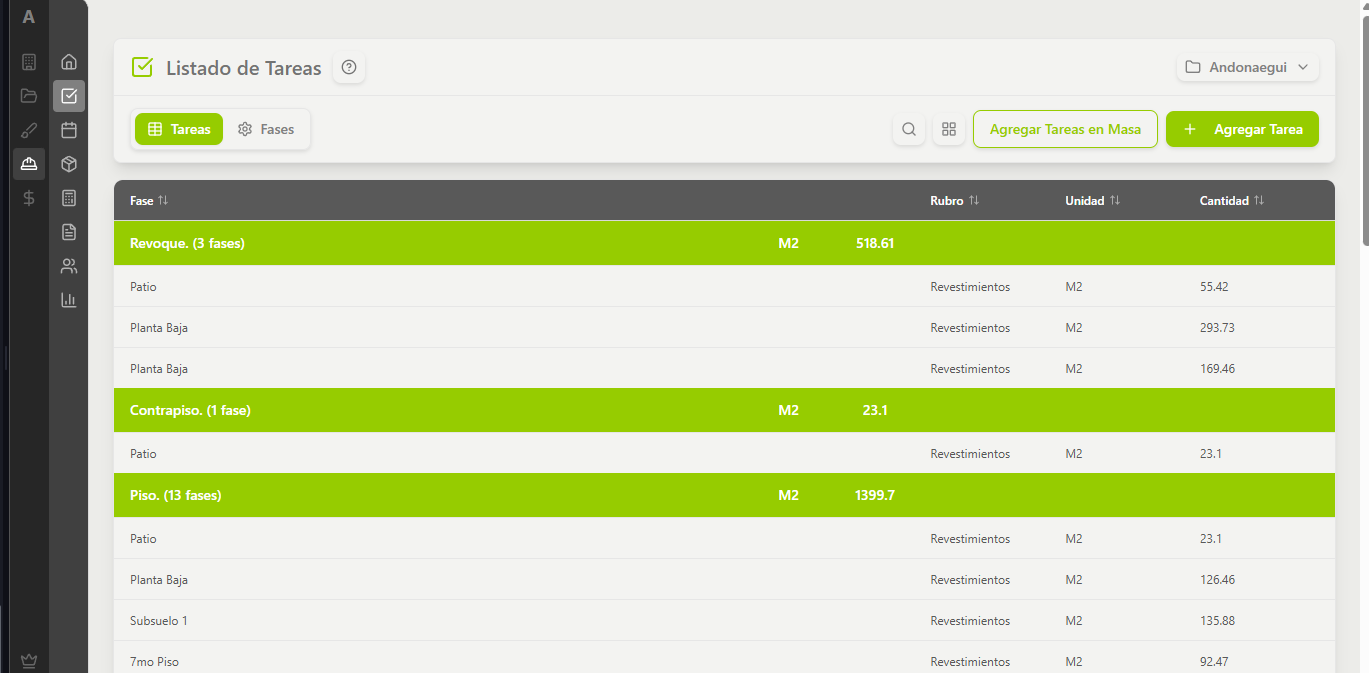 A
Listado de Tareas
Andonaegui
Tareas Fases
Agregar Tareas en Masa + Agregar Tarea
Fase Rubro Unidad Cantidad
Revoque. (3 fases) M2 518.61
Patio Revestimientos M2 55.42
Planta Baja Revestimientos M2 293.73
Planta Baja Revestimientos M2 169.46
Contrapiso. (1 fase) M2 23.1
Patio Revestimientos M2 23.1
Piso. (13 fases) M2 1399.7
Patio Revestimientos M2 23.1
Planta Baja Revestimientos M2 126.46
Subsuelo 1 Revestimientos M2 135.88
7mo Piso Revestimientos M2 92.47